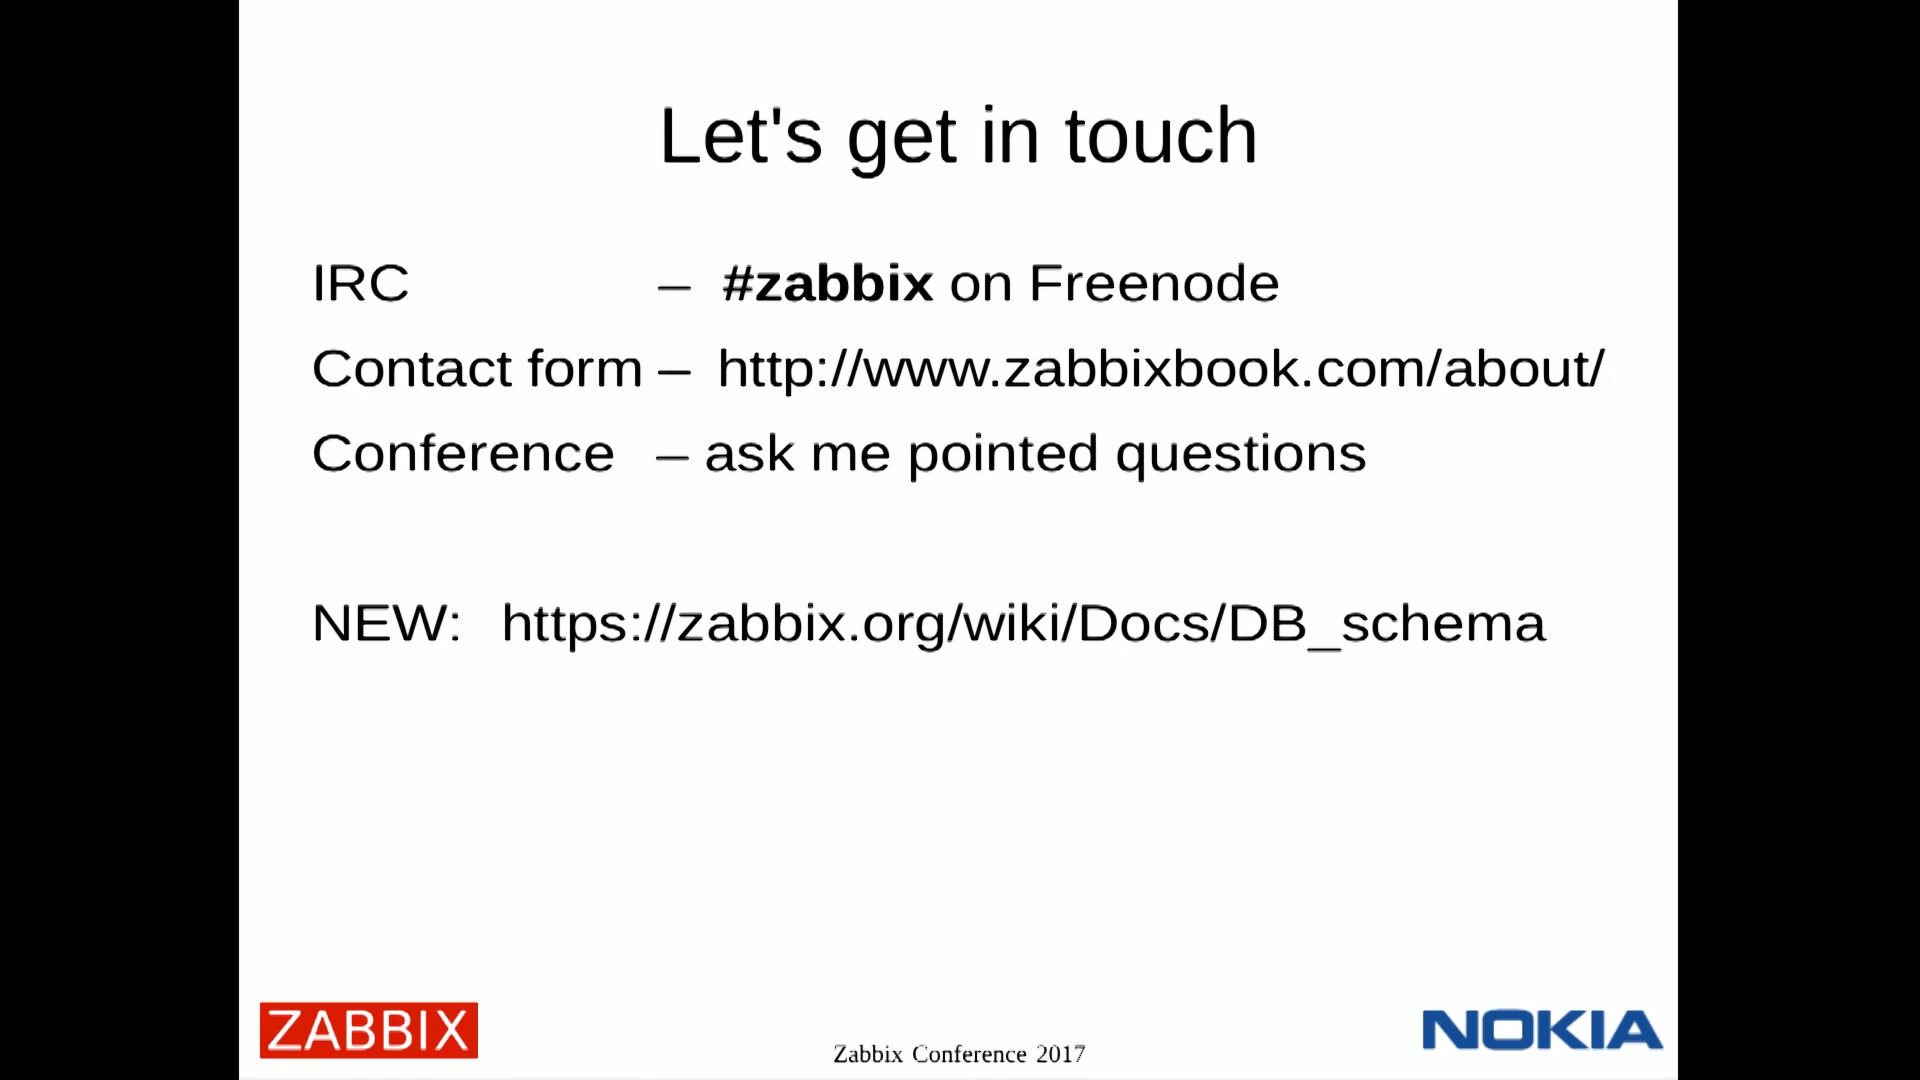 Let's get in touch
IRC – #zabbix on Freenode
Contact form – http://www.zabbixbook.com/about/
Conference – ask me pointed questions
NEW: https://zabbix.org/wiki/Docs/DB_schema
ZABBIX
Zabbix Conference 2017
NOKIA